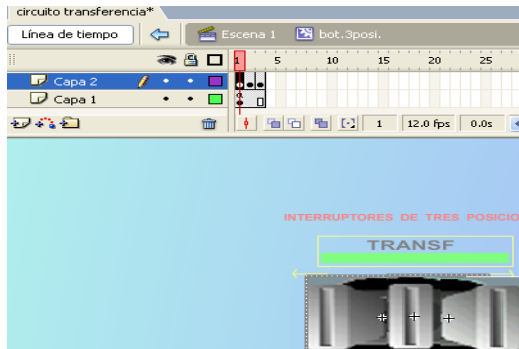 circuito transferencia*
Línea de tiempo Escena 1 bot.3posi.
1 5 10 15 20 25
Capa 2
Capa 1
1 12.0 fps 0.0s
INTERRUPTORES DE TRES
TRANSF